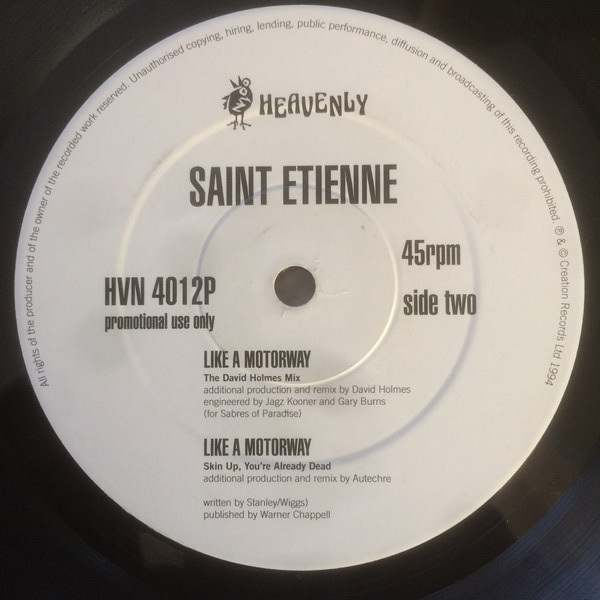 All rights of the producer and of the owner of the recorded work reserved. Unauthorised copying, hiring, lending, public performance, diffusion and broadcasting of this recording prohibited. ℗ & © Creation Records Ltd 1994
HEAVENLY
SAINT ETIENNE
45rpm
HVN 4012P
side two
promotional use only
LIKE A MOTORWAY
The David Holmes Mix
additional production and remix by David Holmes
engineered by Jagz Kooner and Gary Burns
(for Sabres of Paradise)
LIKE A MOTORWAY
Skin Up, You're Already Dead
additional production and remix by Autechre
written by Stanley/Wiggs)
published by Warner Chappell